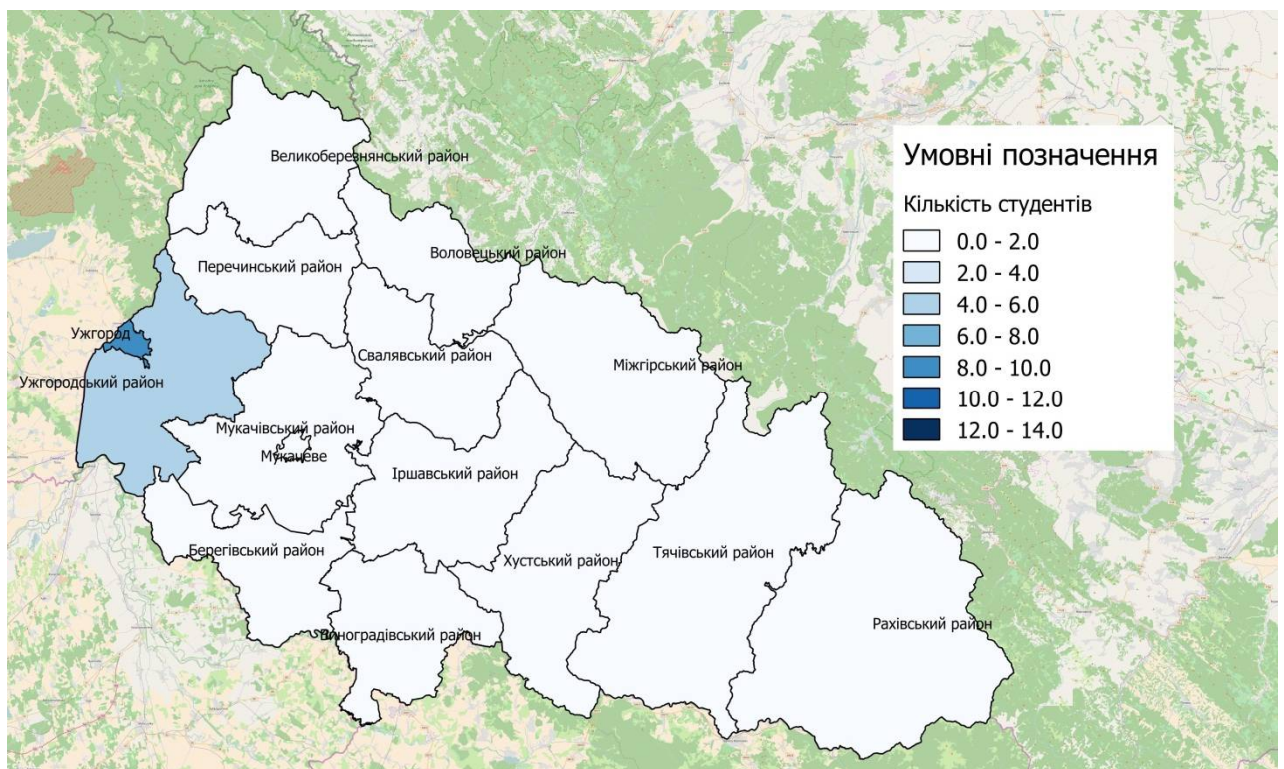 Великоберезнянський район
Воловецький район
Перечинський район
Ужгород
Свалявський район
Міжгірський район
Ужгородський район
Мукачівський район
Мукачеве
Іршавський район
Берегівський район
Хустський район
Тячівський район
Виноградівський район
Рахівський район
Умовні позначення
Кількість студентів
0.0 - 2.0
2.0 - 4.0
4.0 - 6.0
6.0 - 8.0
8.0 - 10.0
10.0 - 12.0
12.0 - 14.0